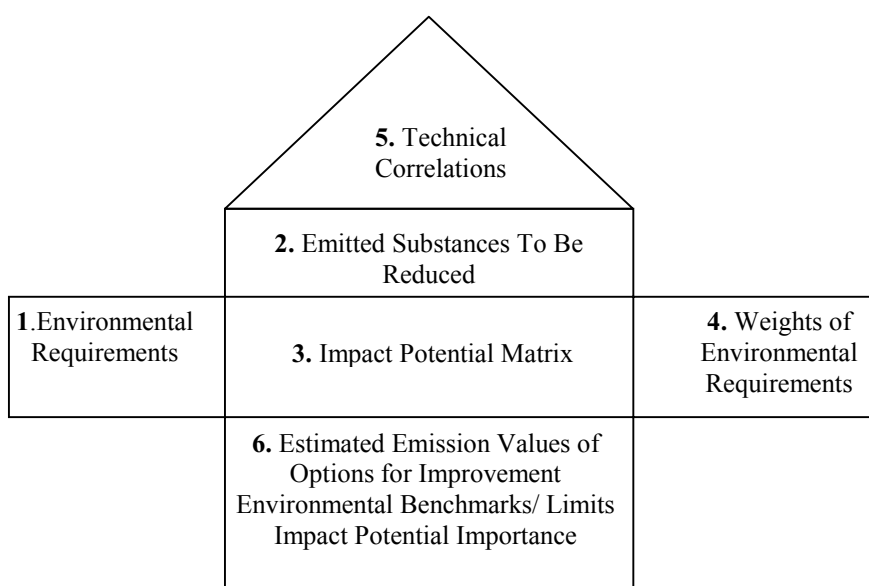 5. Technical
Correlations
2. Emitted Substances To Be
Reduced
1.Environmental
Requirements
3. Impact Potential Matrix
4. Weights of
Environmental
Requirements
6. Estimated Emission Values of
Options for Improvement
Environmental Benchmarks/ Limits
Impact Potential Importance